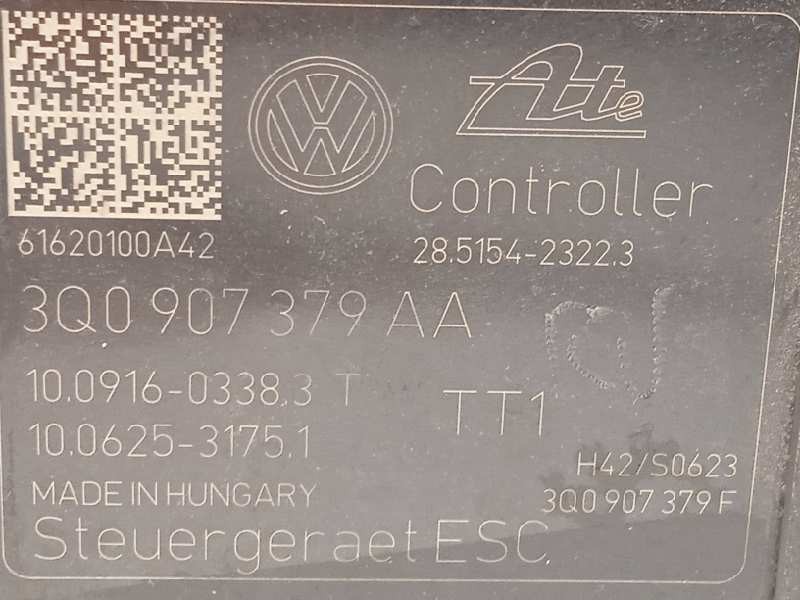 Ate
Controller
61620100A42
28.5154-2322.3
3Q0 907 379 AA
10.0916-0338.3 T
10.0625-3175.1
TT1
H42/S0623
MADE IN HUNGARY
3Q0 907 379 F
Steuergeraet ESC